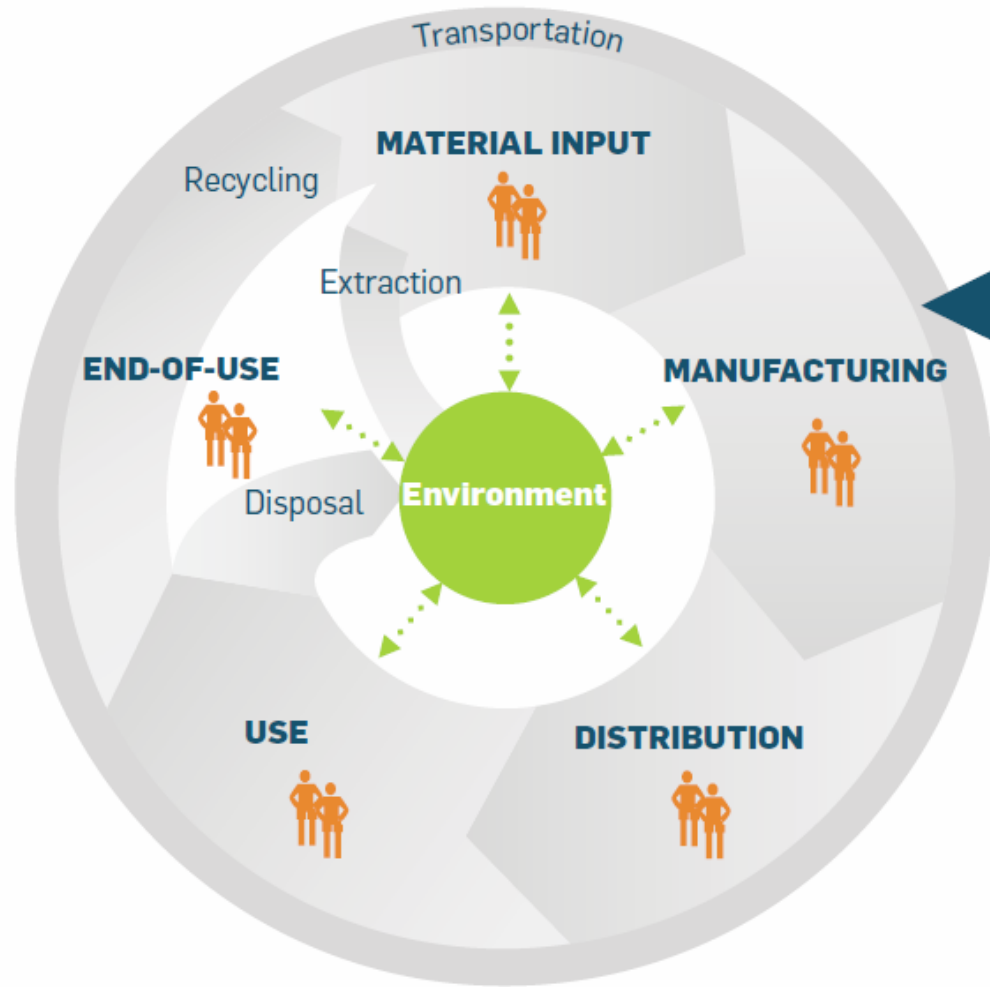 Transportation
MATERIAL INPUT
Recycling
Extraction
END-OF-USE
MANUFACTURING
Disposal
Environment
USE
DISTRIBUTION